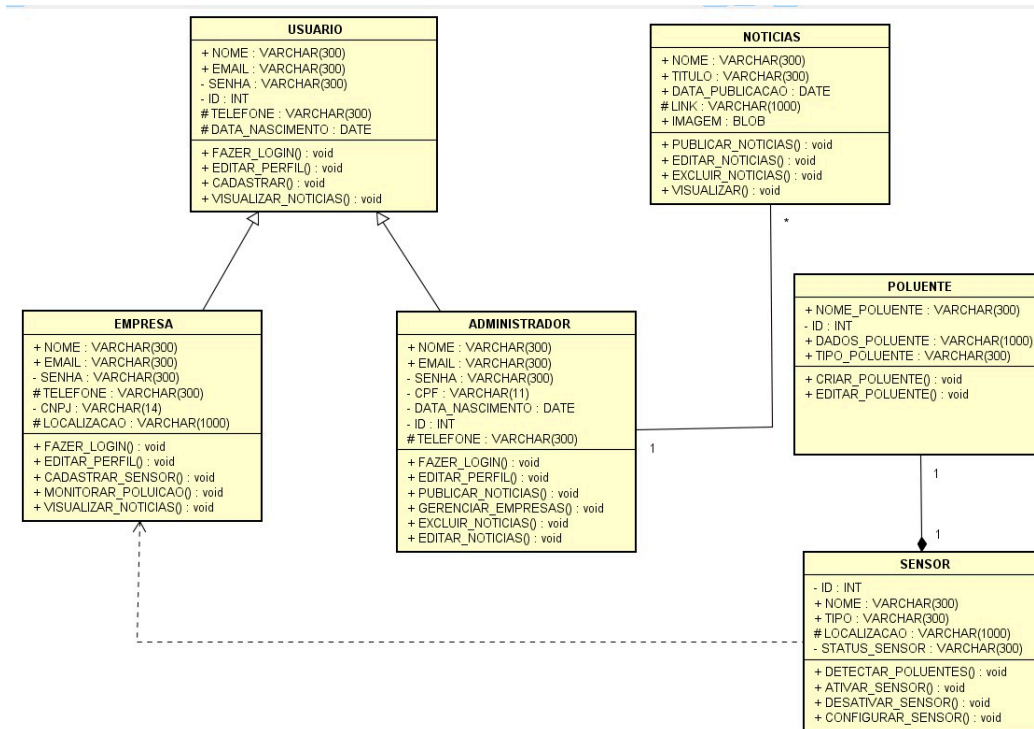 USUARIO
+ NOME : VARCHAR(300)
+ EMAIL : VARCHAR(300)
- SENHA : VARCHAR(300)
- ID : INT
# TELEFONE : VARCHAR(300)
# DATA_NASCIMENTO : DATE
+ FAZER_LOGIN() : void
+ EDITAR_PERFIL() : void
+ CADASTRAR() : void
+ VISUALIZAR_NOTICIAS() : void
NOTICIAS
+ NOME : VARCHAR(300)
+ TITULO : VARCHAR(300)
+ DATA_PUBLICACAO : DATE
# LINK : VARCHAR(1000)
+ IMAGEM : BLOB
+ PUBLICAR_NOTICIAS() : void
+ EDITAR_NOTICIAS() : void
+ EXCLUIR_NOTICIAS() : void
+ VISUALIZAR() : void
*
EMPRESA
+ NOME : VARCHAR(300)
+ EMAIL : VARCHAR(300)
- SENHA : VARCHAR(300)
# TELEFONE : VARCHAR(300)
- CNPJ : VARCHAR(14)
# LOCALIZACAO : VARCHAR(1000)
+ FAZER_LOGIN() : void
+ EDITAR_PERFIL() : void
+ CADASTRAR_SENSOR() : void
+ MONITORAR_POLUICAO() : void
+ VISUALIZAR_NOTICIAS() : void
ADMINISTRADOR
+ NOME : VARCHAR(300)
+ EMAIL : VARCHAR(300)
- SENHA : VARCHAR(300)
- CPF : VARCHAR(11)
- DATA_NASCIMENTO : DATE
- ID : INT
# TELEFONE : VARCHAR(300)
+ FAZER_LOGIN() : void
+ EDITAR_PERFIL() : void
+ PUBLICAR_NOTICIAS() : void
+ GERENCIAR_EMPRESAS() : void
+ EXCLUIR_NOTICIAS() : void
+ EDITAR_NOTICIAS() : void
1
POLUENTE
+ NOME_POLUENTE : VARCHAR(300)
- ID : INT
+ DADOS_POLUENTE : VARCHAR(1000)
+ TIPO_POLUENTE : VARCHAR(300)
+ CRIAR_POLUENTE() : void
+ EDITAR_POLUENTE() : void
1
1
SENSOR
- ID : INT
+ NOME : VARCHAR(300)
+ TIPO : VARCHAR(300)
# LOCALIZACAO : VARCHAR(1000)
- STATUS_SENSOR : VARCHAR(300)
+ DETECTAR_POLUENTES() : void
+ ATIVAR_SENSOR() : void
+ DESATIVAR_SENSOR() : void
+ CONFIGURAR_SENSOR() : void